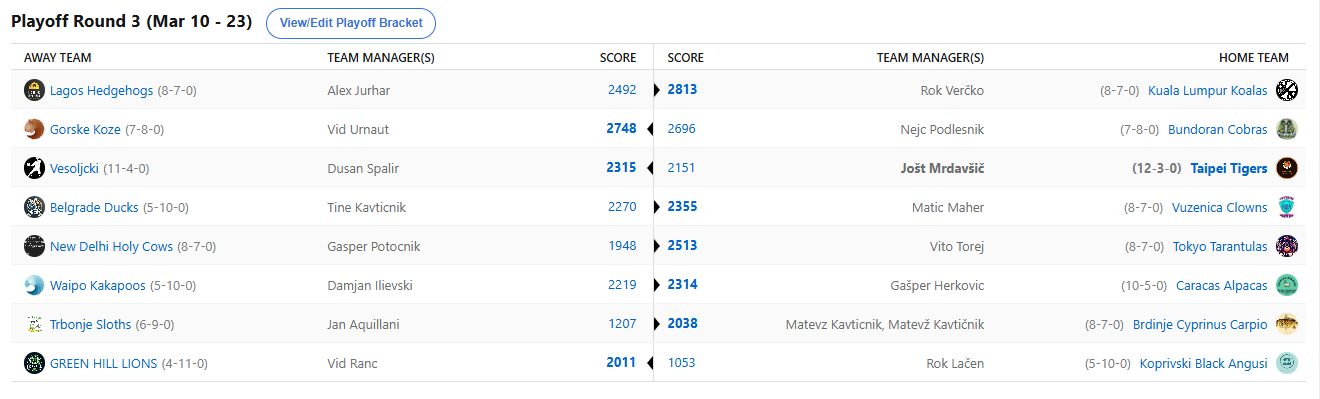 Playoff Round 3 (Mar 10 - 23) View/Edit Playoff Bracket
AWAY TEAM TEAM MANAGER(S) SCORE SCORE TEAM MANAGER(S) HOME TEAM
Lagos Hedgehogs (8-7-0) Alex Jurhar 2492 2813 Rok Verčko (8-7-0) Kuala Lumpur Koalas
Gorske Koze (7-8-0) Vid Urnaut 2748 2696 Nejc Podlesnik (7-8-0) Bundoran Cobras
Vesoljcki (11-4-0) Dusan Spalir 2315 2151 Jošt Mrdavšič (12-3-0) Taipei Tigers
Belgrade Ducks (5-10-0) Tine Kavticnik 2270 2355 Matic Maher (8-7-0) Vuzenica Clowns
New Delhi Holy Cows (8-7-0) Gasper Potocnik 1948 2513 Vito Torej (8-7-0) Tokyo Tarantulas
Waipo Kakapoos (5-10-0) Damjan Ilievski 2219 2314 Gašper Herkovic (10-5-0) Caracas Alpacas
Trbonje Sloths (6-9-0) Jan Aquillani 1207 2038 Matevz Kavticnik, Matevž Kavtičnik (8-7-0) Brdinje Cyprinus Carpio
GREEN HILL LIONS (4-11-0) Vid Ranc 2011 1053 Rok Lačen (5-10-0) Koprivski Black Angusi